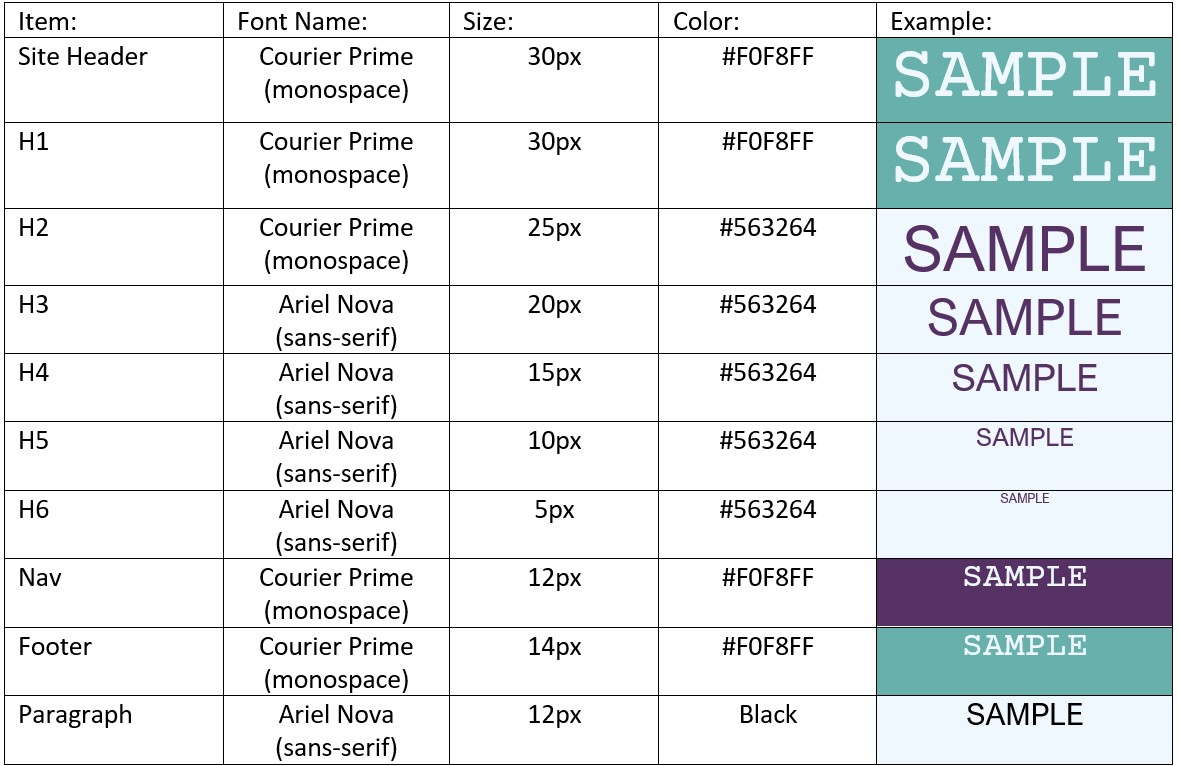 Item: Font Name: Size: Color: Example:
Site Header Courier Prime 30px #F0F8FF SAMPLE
(monospace)
H1 Courier Prime 30px #F0F8FF SAMPLE
(monospace)
H2 Courier Prime 25px #563264 SAMPLE
(monospace)
H3 Ariel Nova 20px #563264 SAMPLE
(sans-serif)
H4 Ariel Nova 15px #563264 SAMPLE
(sans-serif)
H5 Ariel Nova 10px #563264 SAMPLE
(sans-serif)
H6 Ariel Nova 5px #563264 SAMPLE
(sans-serif)
Nav Courier Prime 12px #F0F8FF SAMPLE
(monospace)
Footer Courier Prime 14px #F0F8FF SAMPLE
(monospace)
Paragraph Ariel Nova 12px Black SAMPLE
(sans-serif)